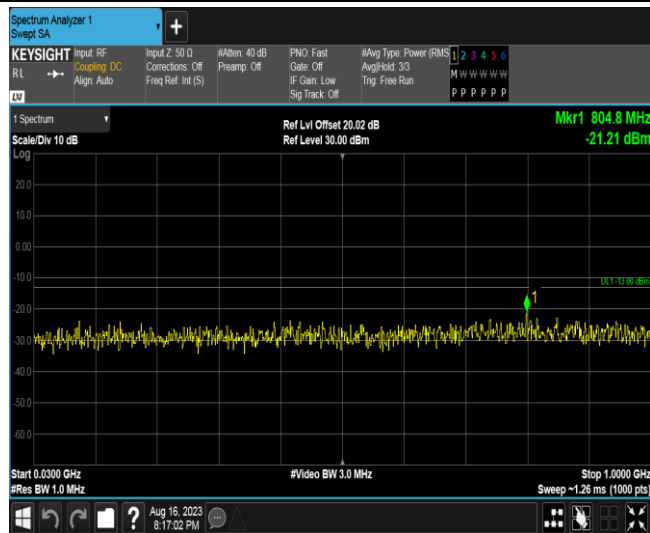 Spectrum Analyzer 1
Swept SA
+
KEYSIGHT
RL
LXI
Input: RF
Coupling: DC
Align: Auto
Input Z: 50 Ω
Corrections: Off
Freq Ref: Int (S)
#Atten: 40 dB
Preamp: Off
PNO: Fast
Gate: Off
IF Gain: Low
Sig Track: Off
#Avg Type: Power (RMS
Avg|Hold: 3/3
Trig: Free Run
1 2 3 4 5 6
M W W W W W
P P P P P P
1 Spectrum
Scale/Div 10 dB
Log
Ref Lvl Offset 20.02 dB
Ref Level 30.00 dBm
Mkr1 804.8 MHz
-21.21 dBm
20.0
10.0
0.00
-10.0
DL1 -13.00 dBm
1
-20.0
-30.0
-40.0
-50.0
-60.0
Start 0.0300 GHz
#Res BW 1.0 MHz
#Video BW 3.0 MHz
Stop 1.0000 GHz
Sweep ~1.26 ms (1000 pts)
?
Aug 16, 2023
8:17:02 PM